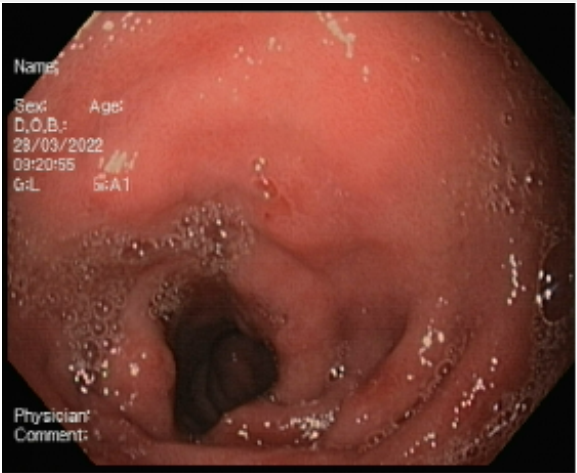 Name:
Sex: Age:
D.O.B.:
28/03/2022
09:20:55
G:L E:A1
Physician:
Comment: